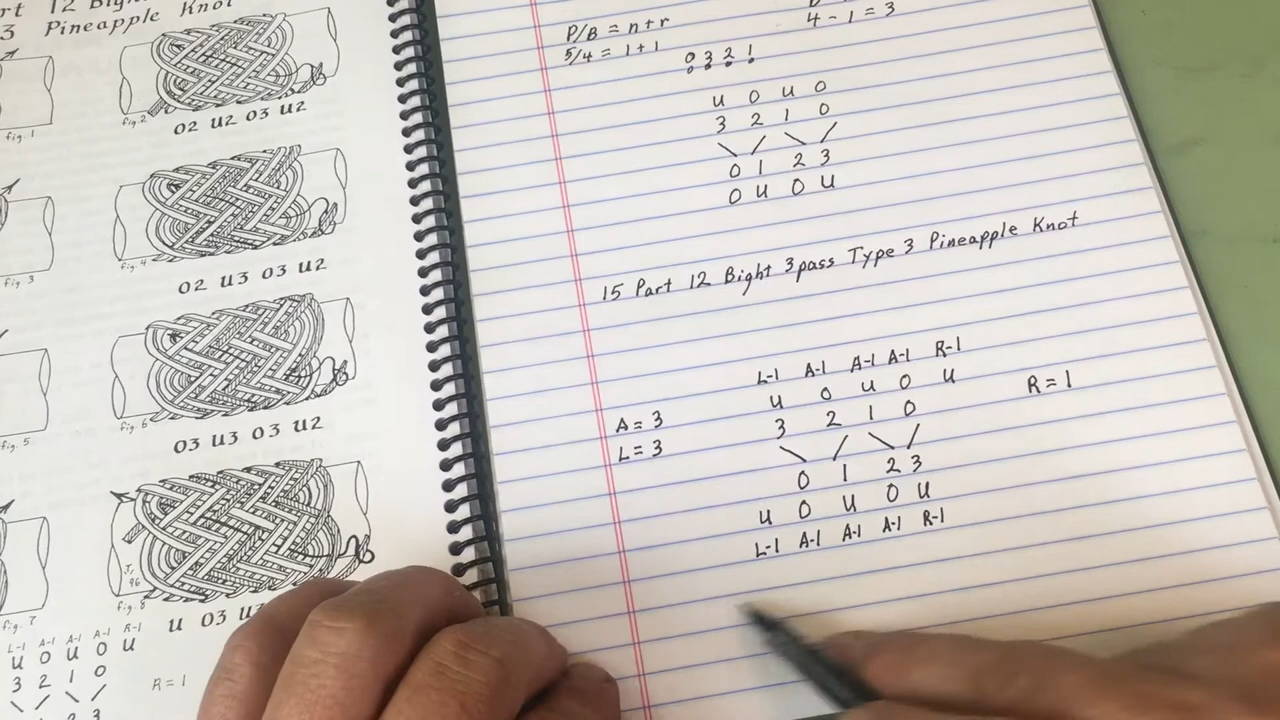 12 Bight
3 Pineapple Knot
fig. 1
fig. 2
O2 U2 O3 U2
fig. 3
fig. 4
O2 U3 O3 U2
fig. 5
fig. 6
O3 U3 O3 U2
fig. 7
fig. 8
U O3
L-1 A-1 A-1 A-1 R-1
U O U O U
3 2 1 0
\ / \ /
2 3
R=1
P/B = n+r
5/4 = 1+1
4 - 1 = 3
0 3 2 1
U O U O
3 2 1 0
\ / \ /
0 1 2 3
O U O U
15 Part 12 Bight 3pass Type 3 Pineapple Knot
L-1 A-1 A-1 A-1 R-1
U O U O U
3 2 1 0
\ / \ /
0 1 2 3
U O U O U
L-1 A-1 A-1 A-1 R-1
A = 3
L = 3
R = 1